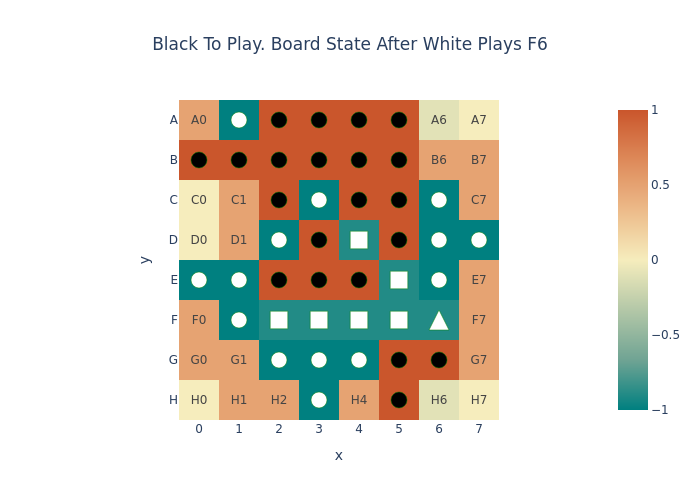 Black To Play. Board State After White Plays F6
A A0 A6 A7
B B6 B7
C C0 C1 C7
D D0 D1
E E7
F F0 F7
G G0 G1 G7
H H0 H1 H2 H4 H6 H7
0 1 2 3 4 5 6 7
x
y
1
0.5
0
−0.5
−1